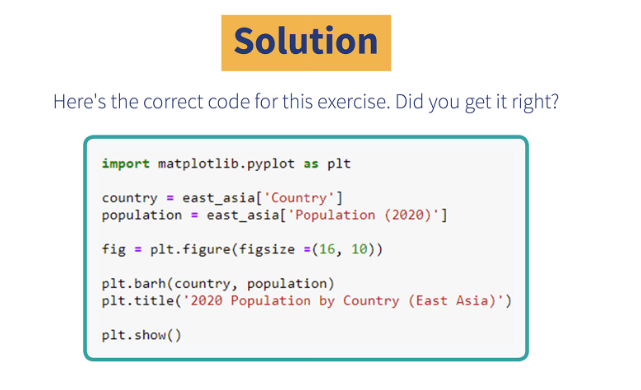 Solution
Here's the correct code for this exercise. Did you get it right?
import matplotlib.pyplot as plt
country = east_asia['Country']
population = east_asia['Population (2020)']
fig = plt.figure(figsize =(16, 10))
plt.barh(country, population)
plt.title('2020 Population by Country (East Asia)')
plt.show()